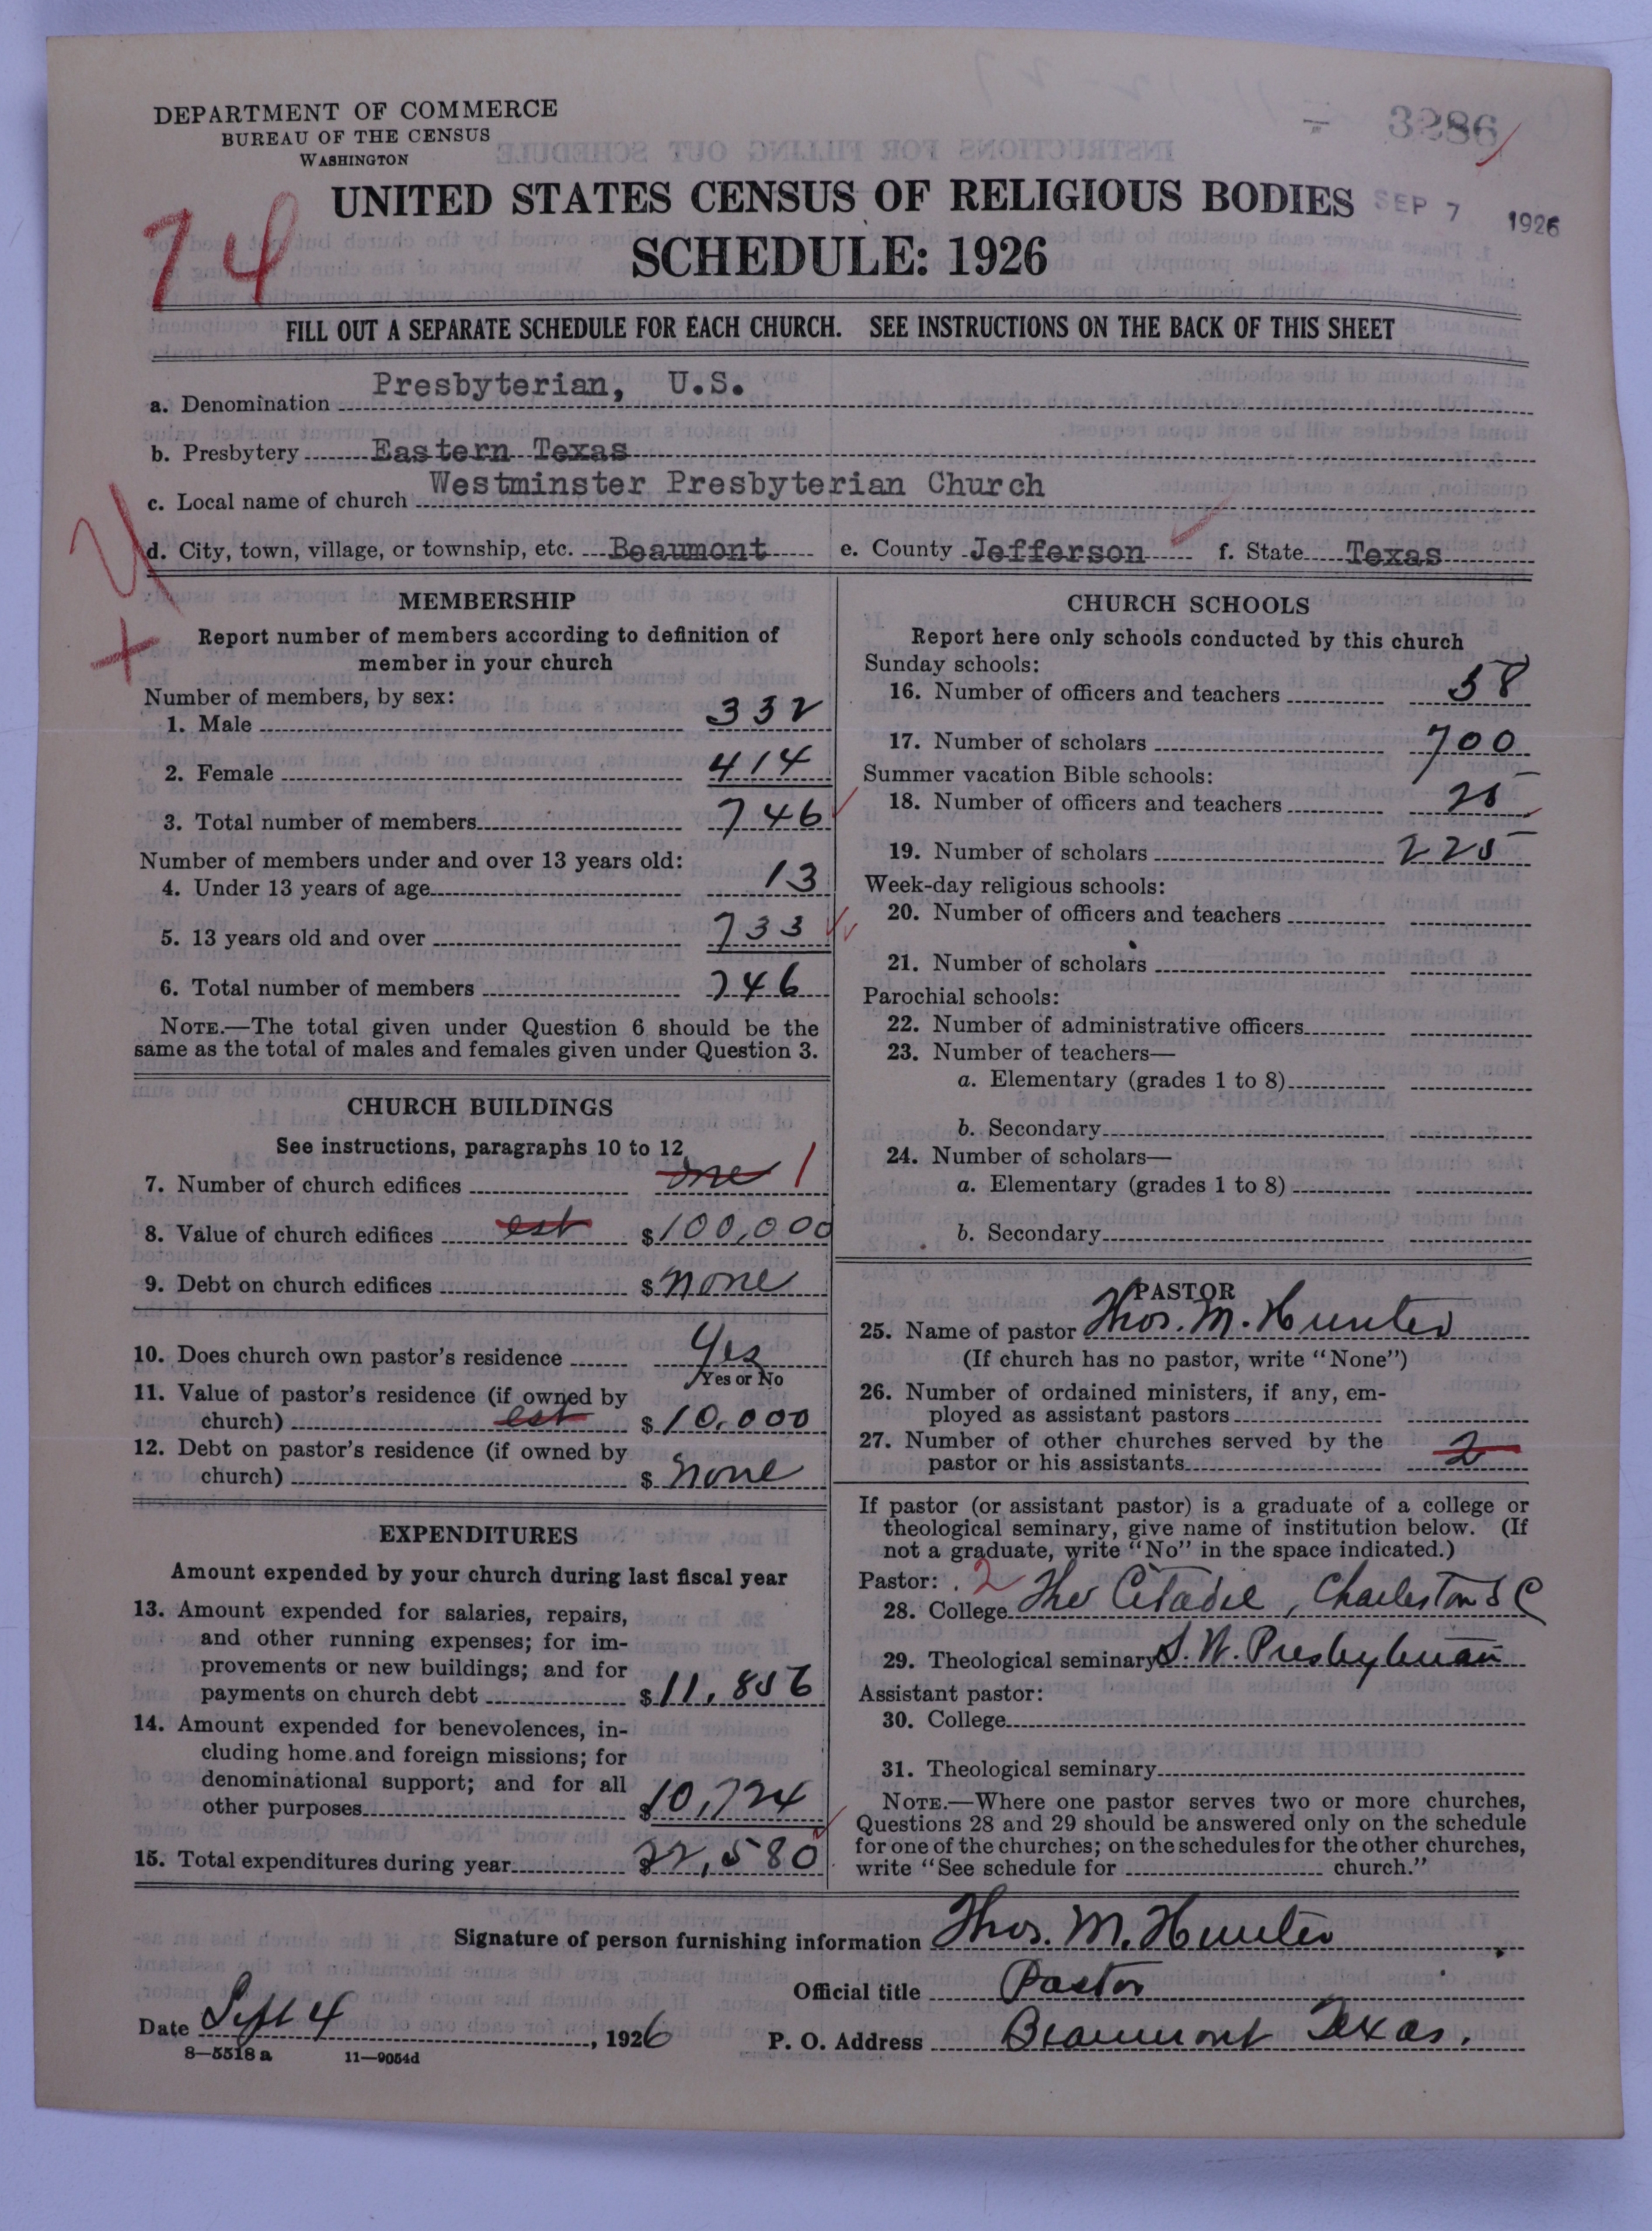 DEPARTMENT OF COMMERCE
BUREAU OF THE CENSUS
WASHINGTON
3286
UNITED STATES CENSUS OF RELIGIOUS BODIES
SEP 7 1926
SCHEDULE: 1926
74
FILL OUT A SEPARATE SCHEDULE FOR EACH CHURCH. SEE INSTRUCTIONS ON THE BACK OF THIS SHEET
a. Denomination Presbyterian, U.S.
b. Presbytery Eastern Texas
c. Local name of church Westminster Presbyterian Church
d. City, town, village, or township, etc. Beaumont e. County Jefferson f. State Texas
MEMBERSHIP
Report number of members according to definition of
member in your church
Number of members, by sex:
1. Male 332
2. Female 414
3. Total number of members 746
Number of members under and over 13 years old:
4. Under 13 years of age 13
5. 13 years old and over 733
6. Total number of members 746
NOTE.—The total given under Question 6 should be the
same as the total of males and females given under Question 3.
CHURCH BUILDINGS
See instructions, paragraphs 10 to 12
7. Number of church edifices one 1
8. Value of church edifices est $100,000
9. Debt on church edifices $ none
10. Does church own pastor's residence Yes
Yes or No
11. Value of pastor's residence (if owned by
church) est $10,000
12. Debt on pastor's residence (if owned by
church) $ none
EXPENDITURES
Amount expended by your church during last fiscal year
13. Amount expended for salaries, repairs,
and other running expenses; for im-
provements or new buildings; and for
payments on church debt $11,856
14. Amount expended for benevolences, in-
cluding home and foreign missions; for
denominational support; and for all
other purposes $10,724
15. Total expenditures during year $22,580
CHURCH SCHOOLS
Report here only schools conducted by this church
Sunday schools:
16. Number of officers and teachers 58
17. Number of scholars 700
Summer vacation Bible schools:
18. Number of officers and teachers 25
19. Number of scholars 225
Week-day religious schools:
20. Number of officers and teachers
21. Number of scholars
Parochial schools:
22. Number of administrative officers
23. Number of teachers—
a. Elementary (grades 1 to 8)
b. Secondary
24. Number of scholars—
a. Elementary (grades 1 to 8)
b. Secondary
PASTOR
25. Name of pastor Thos. M. Hunter
(If church has no pastor, write "None")
26. Number of ordained ministers, if any, em-
ployed as assistant pastors
27. Number of other churches served by the
pastor or his assistants 2
If pastor (or assistant pastor) is a graduate of a college or
theological seminary, give name of institution below. (If
not a graduate, write "No" in the space indicated.)
Pastor: 2
28. College The Citadel, Charleston S C
29. Theological seminary S. W. Presbyterian
Assistant pastor:
30. College
31. Theological seminary
NOTE.—Where one pastor serves two or more churches,
Questions 28 and 29 should be answered only on the schedule
for one of the churches; on the schedules for the other churches,
write "See schedule for church."
Signature of person furnishing information Thos. M. Hunter
Official title Pastor
Date Sept 4, 1926 P. O. Address Beaumont Texas.
8—5518 a 11—9054d